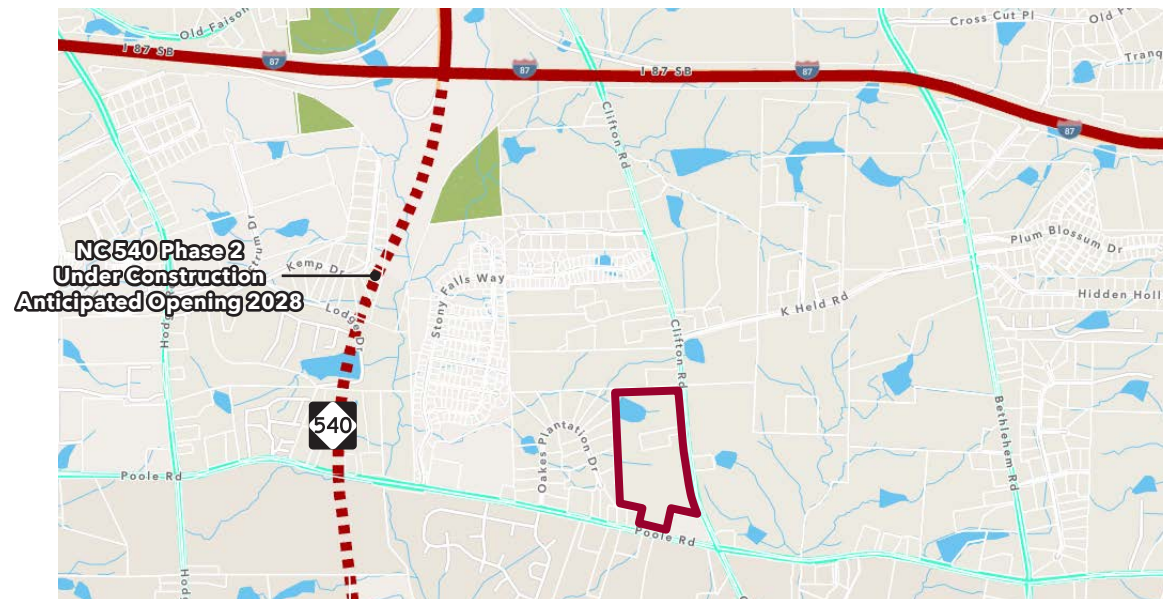 Old Faison
Cross Cut Pl
Old F
Tranq
I 87 SB
87
87
I 87 SB
87
87
Clifton Rd
NC 540 Phase 2
Under Construction
Anticipated Opening 2028
Kemp Dr
Lodge Dr
Stony Falls Way
Plum Blossum Dr
Hidden Holl
K Held Rd
Clifton Rd
540
Oakes Plantation Dr
Bethlehem Rd
Poole Rd
Poole Rd